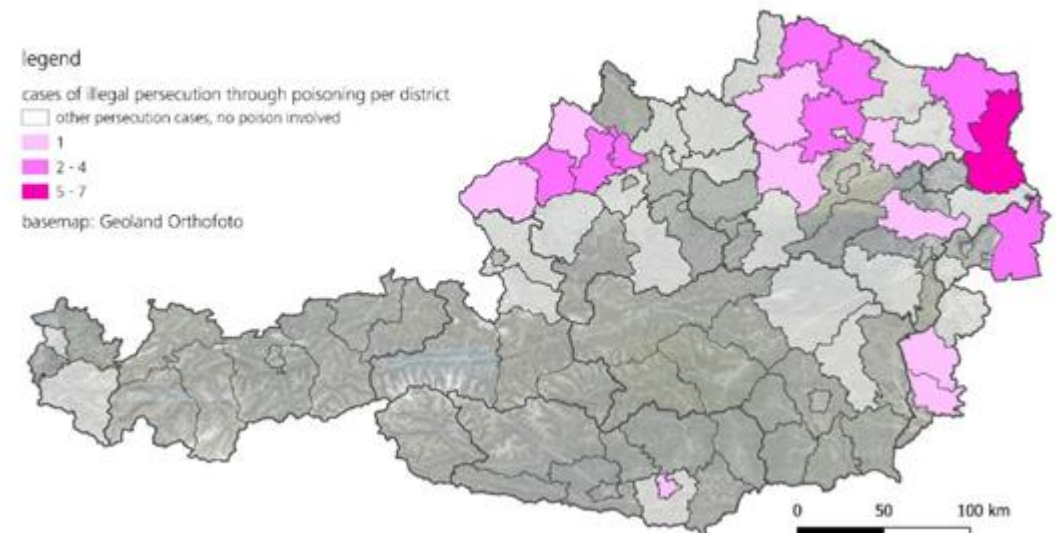 legend
cases of illegal persecution through poisoning per district
other persecution cases, no poison involved
1
2 - 4
5 - 7
basemap: Geoland Orthofoto
0 50 100 km